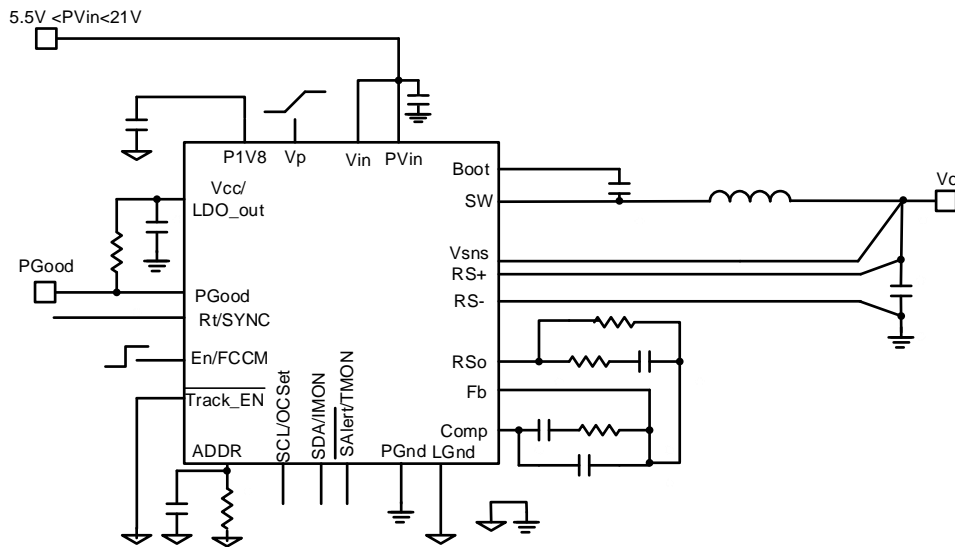 5.5V <PVin<21V
P1V8
Vp
Vin
PVin
Boot
Vcc/
LDO_out
SW
Vo
Vsns
RS+
PGood
PGood
RS-
Rt/SYNC
En/FCCM
RSo
Track_EN
Fb
SCL/OCSet
SDA/IMON
SAlert/TMON
Comp
ADDR
PGnd
LGnd